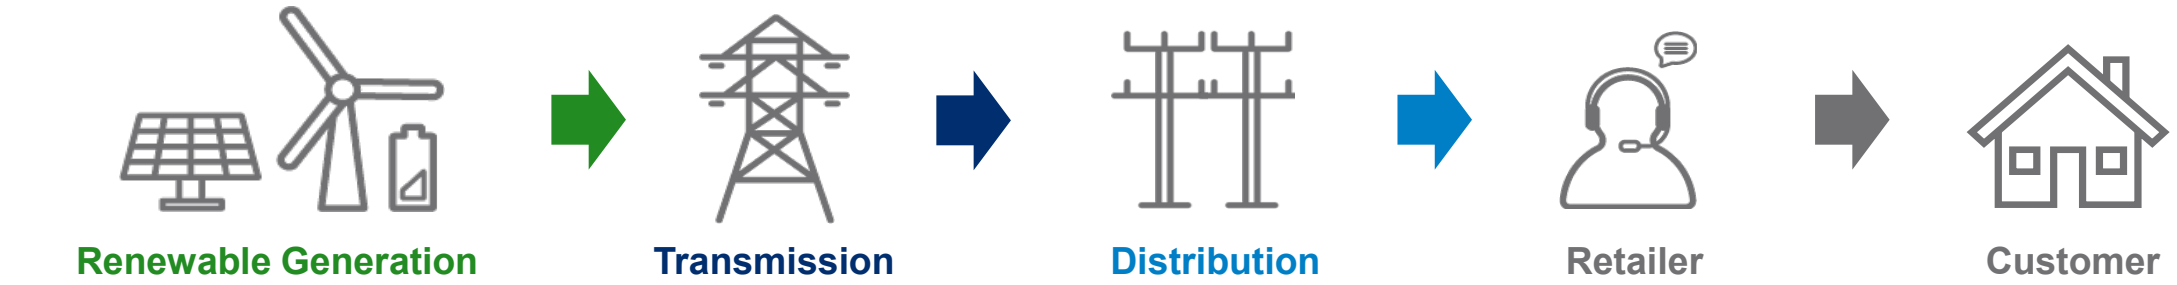 Renewable Generation
Transmission
Distribution
Retailer
Customer